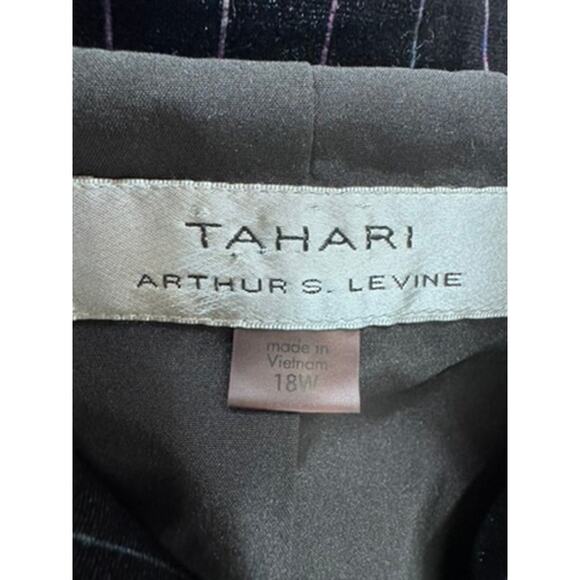 TAHARI
ARTHUR S. LEVINE
made in
Vietnam
18W